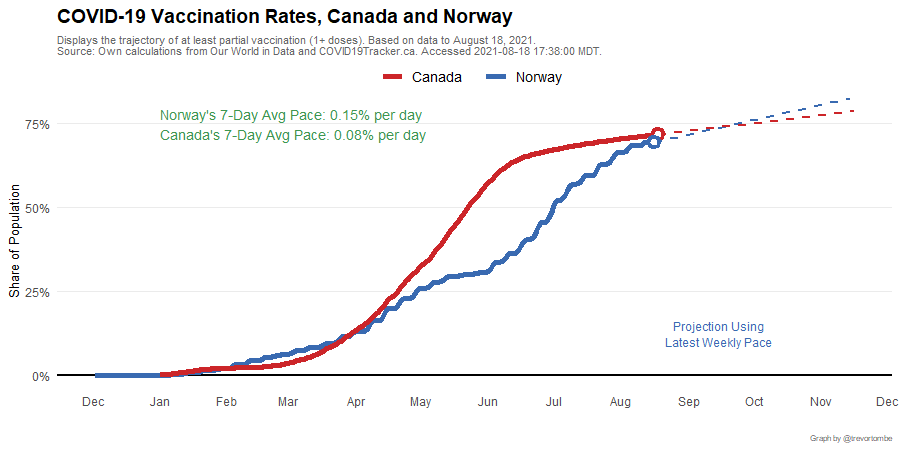 COVID-19 Vaccination Rates, Canada and Norway
Displays the trajectory of at least partial vaccination (1+ doses). Based on data to August 18, 2021.
Source: Own calculations from Our World in Data and COVID19Tracker.ca. Accessed 2021-08-18 17:38:00 MDT.
Canada Norway
Norway's 7-Day Avg Pace: 0.15% per day
Canada's 7-Day Avg Pace: 0.08% per day
75%
50%
25%
0%
Share of Population
Projection Using
Latest Weekly Pace
Dec Jan Feb Mar Apr May Jun Jul Aug Sep Oct Nov Dec
Graph by @trevortombe